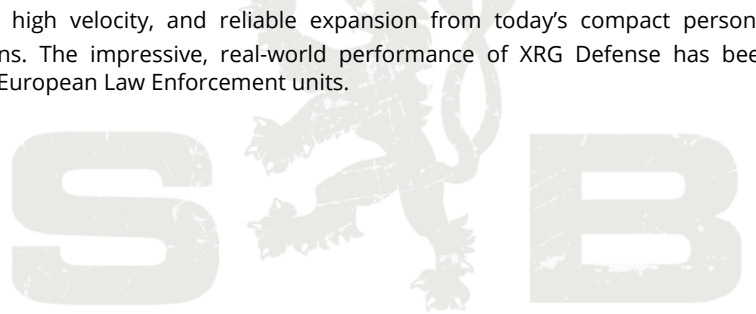 high velocity, and reliable expansion from today’s compact person
ns. The impressive, real-world performance of XRG Defense has bee
European Law Enforcement units.
S B